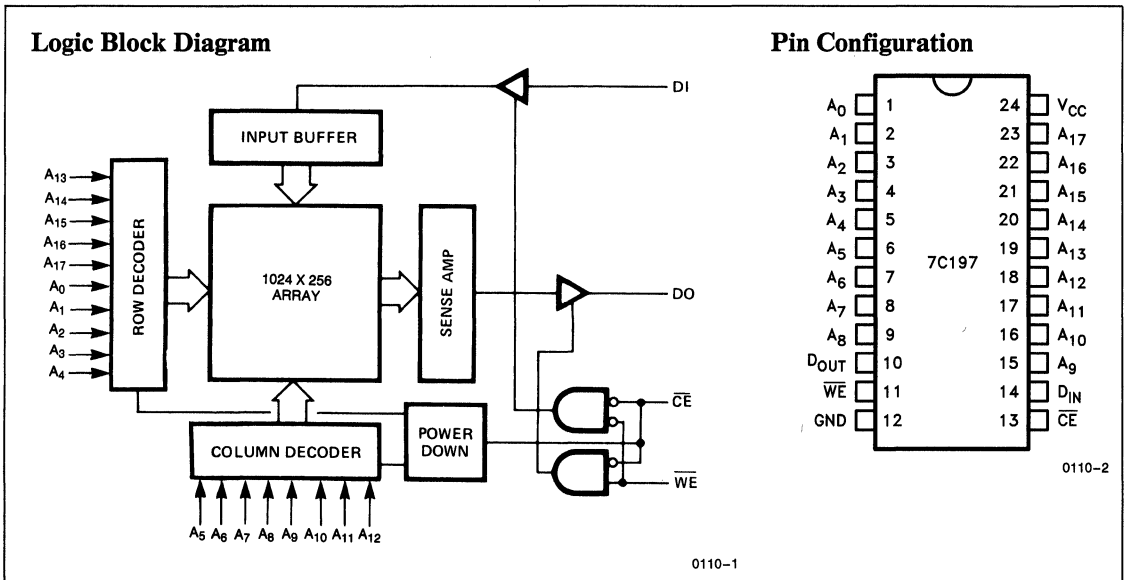 Logic Block Diagram
DI
INPUT BUFFER
A13
A14
A15
A16
A17
A0
A1
A2
A3
A4
ROW DECODER
1024 X 256
ARRAY
SENSE AMP
DO
C̅E̅
W̅E̅
POWER
DOWN
COLUMN DECODER
A5 A6 A7 A8 A9 A10 A11 A12
0110-1
Pin Configuration
A0 1 24 VCC
A1 2 23 A17
A2 3 22 A16
A3 4 21 A15
A4 5 20 A14
A5 6 19 A13
7C197
A6 7 18 A12
A7 8 17 A11
A8 9 16 A10
DOUT 10 15 A9
W̅E̅ 11 14 DIN
GND 12 13 C̅E̅
0110-2